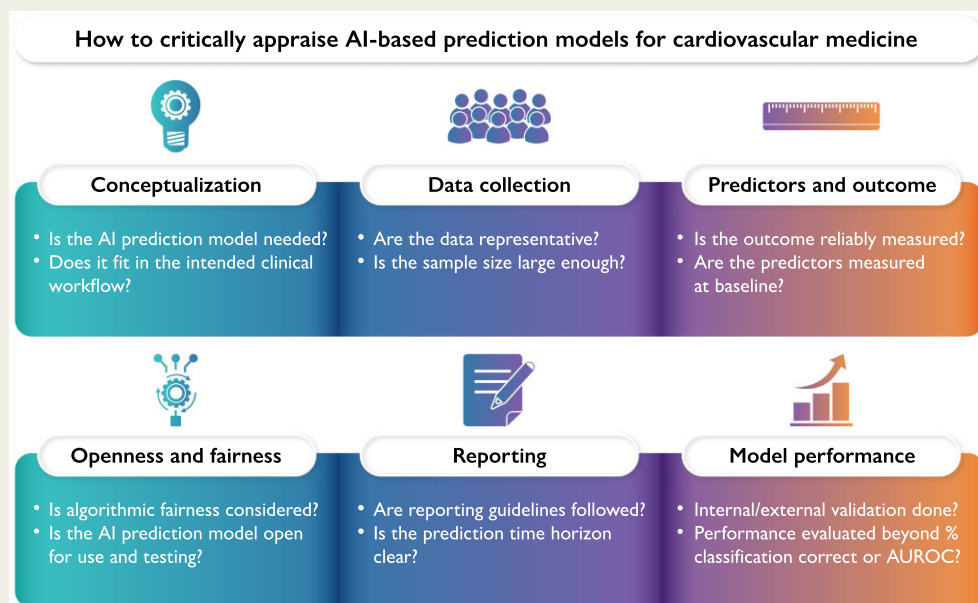 How to critically appraise AI-based prediction models for cardiovascular medicine
Conceptualization
• Is the AI prediction model needed?
• Does it fit in the intended clinical
workflow?
Data collection
• Are the data representative?
• Is the sample size large enough?
Predictors and outcome
• Is the outcome reliably measured?
• Are the predictors measured
at baseline?
Openness and fairness
• Is algorithmic fairness considered?
• Is the AI prediction model open
for use and testing?
Reporting
• Are reporting guidelines followed?
• Is the prediction time horizon
clear?
Model performance
• Internal/external validation done?
• Performance evaluated beyond %
classification correct or AUROC?